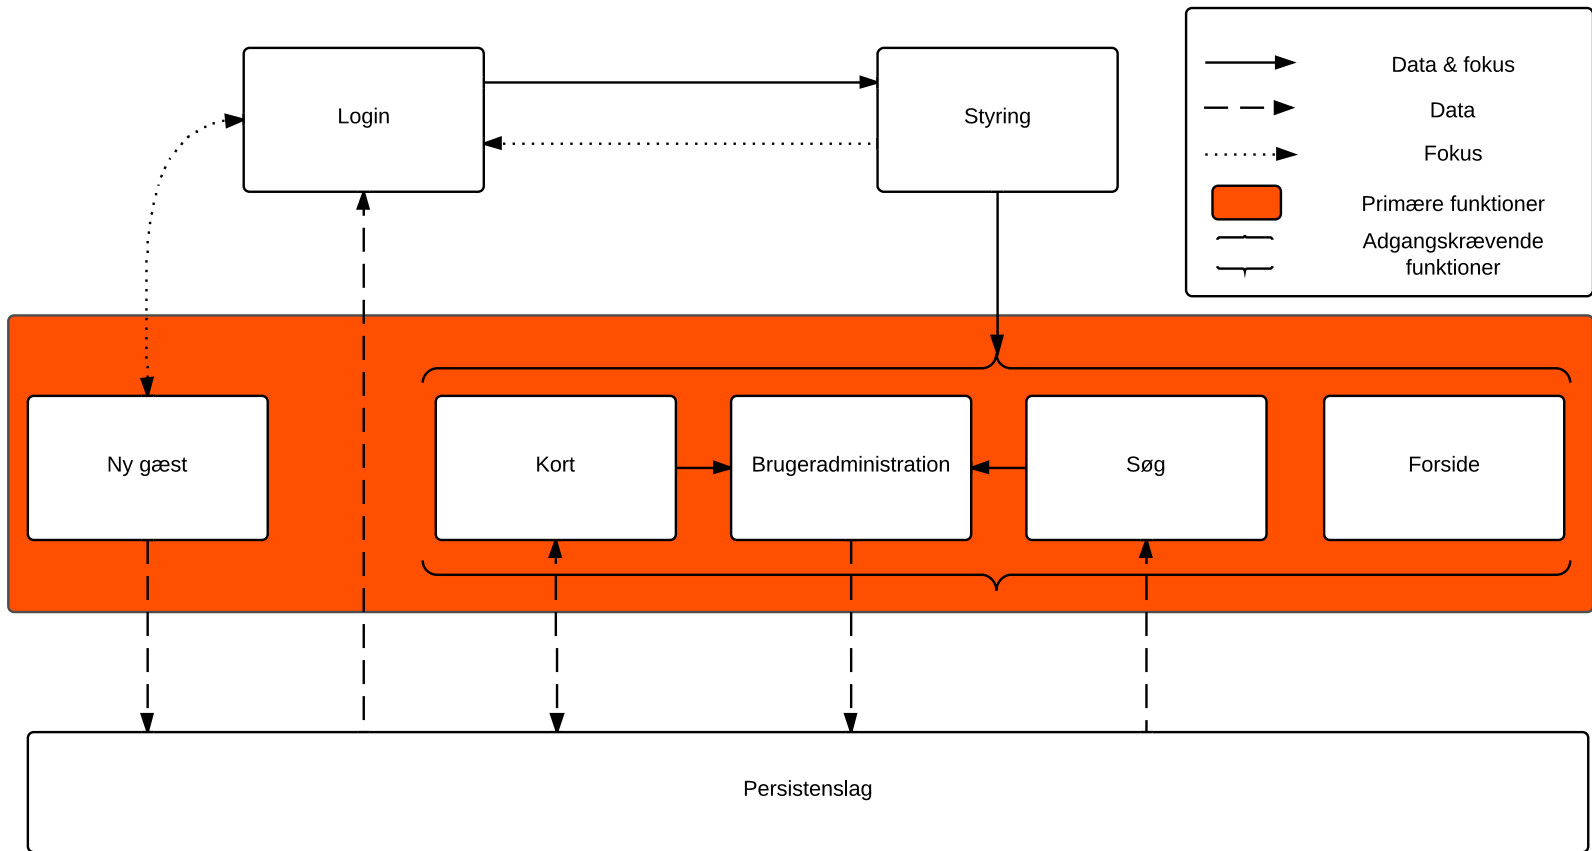 Login
Styring
Data & fokus
Data
Fokus
Primære funktioner
Adgangskrævende
funktioner
Ny gæst
Kort
Brugeradministration
Søg
Forside
Persistenslag